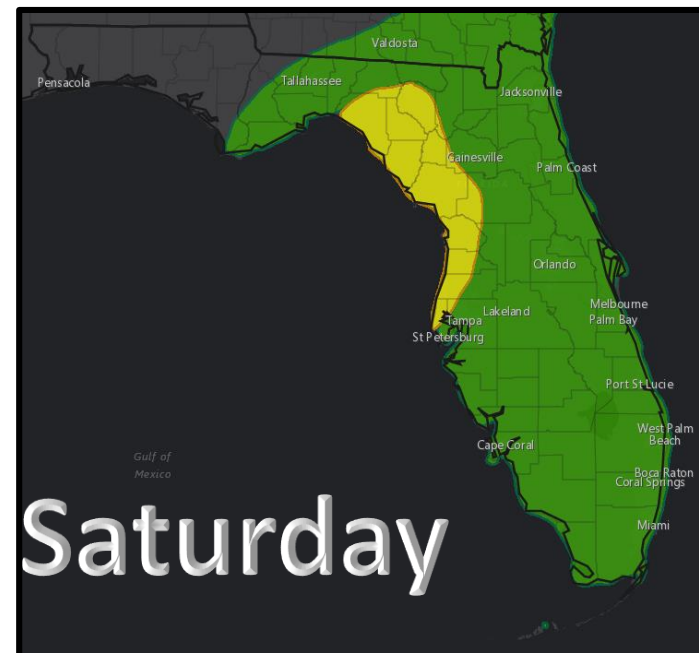 Valdosta
Pensacola
Tallahassee
Jacksonville
Gainesville
Palm Coast
Orlando
Melbourne
Lakeland
Palm Bay
Tampa
St Petersburg
Port St Lucie
West Palm
Beach
Cape Coral
Gulf of
Mexico
Boca Raton
Coral Springs
Miami
Saturday